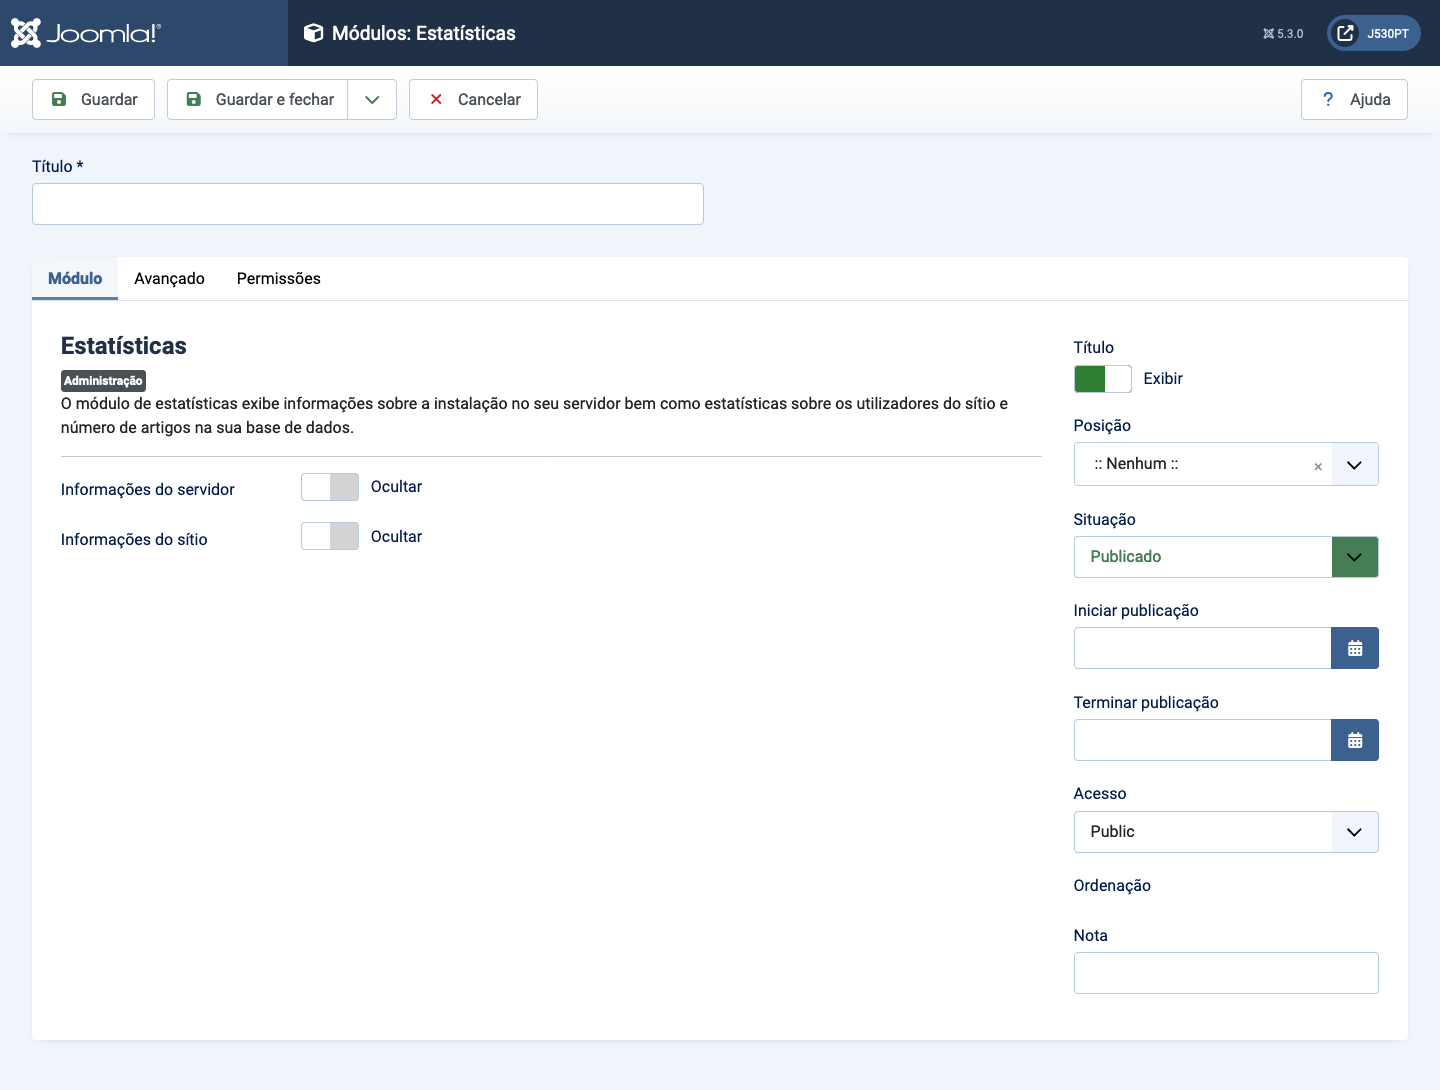 Joomla!®
Módulos: Estatísticas
5.3.0
J530PT
Guardar
Guardar e fechar
Cancelar
? Ajuda
Título *
Módulo
Avançado
Permissões
Estatísticas
Administração
O módulo de estatísticas exibe informações sobre a instalação no seu servidor bem como estatísticas sobre os utilizadores do sítio e
número de artigos na sua base de dados.
Informações do servidor
Ocultar
Informações do sítio
Ocultar
Título
Exibir
Posição
:: Nenhum ::
×
Situação
Publicado
Iniciar publicação
Terminar publicação
Acesso
Public
Ordenação
Nota